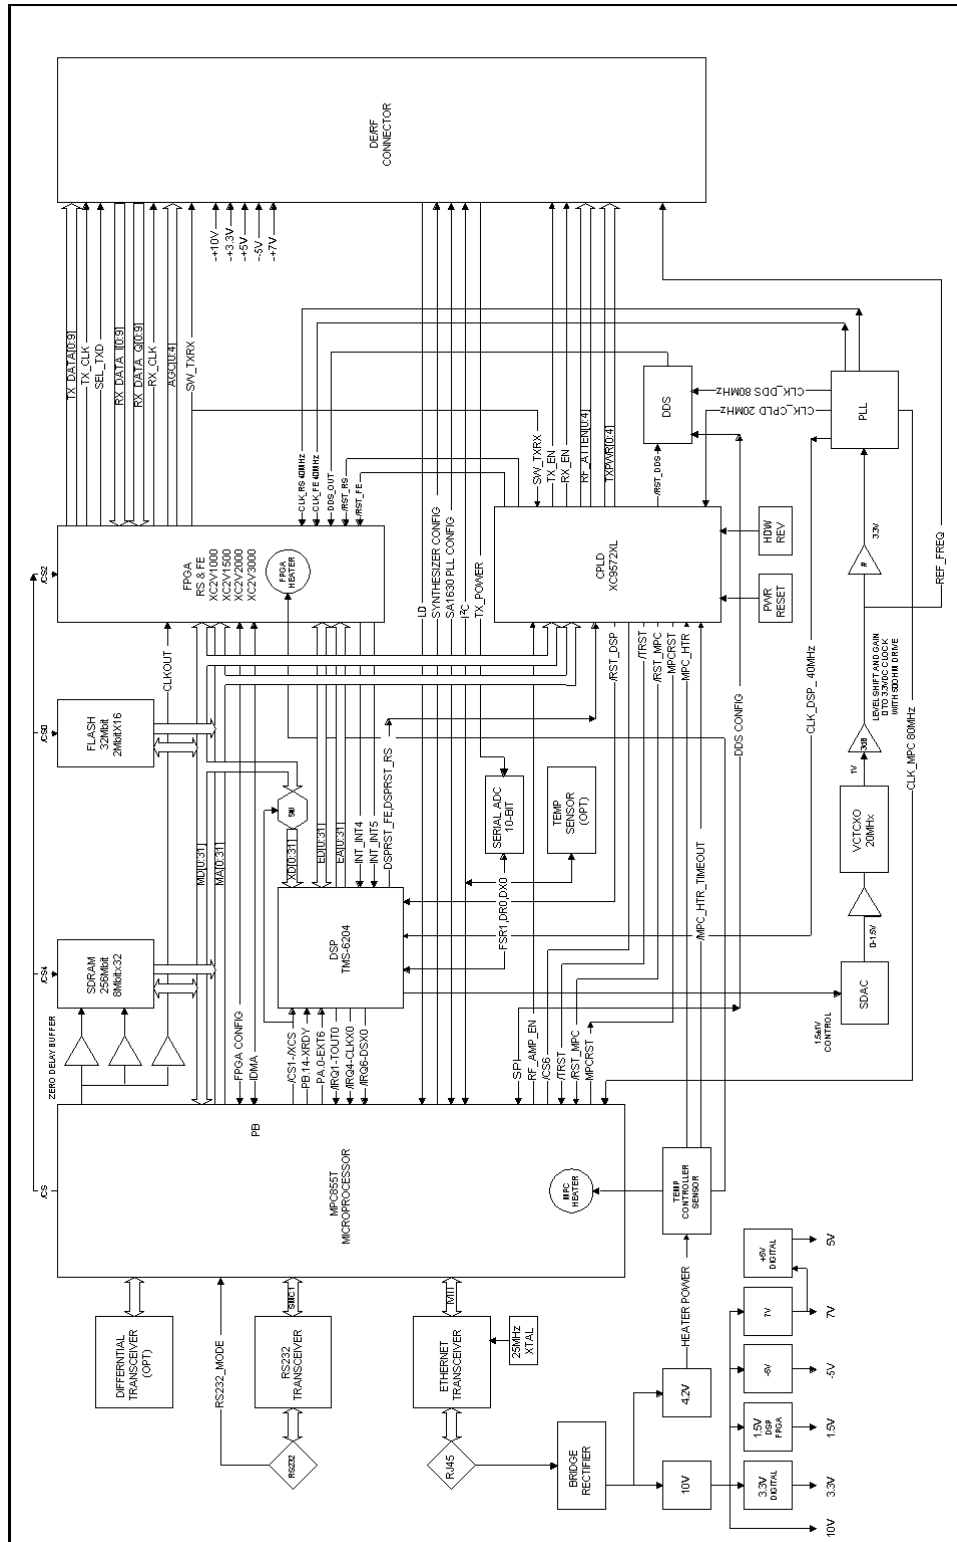 DE/RF
CONNECTOR
TX_DATA[0:9]
TX_CLK
SEL_TXD
RX_DATA_I[0:9]
RX_DATA_Q[0:9]
RX_CLK
AGC[0:4]
SW_TXRX
+10V
+3.3V
+5V
-5V
+7V
CLK_RS 40MHz
CLK_FE 40MHz
DDS_OUT
/RST_RS
/RST_FE
SW_TXRX
TX_EN
RX_EN
RF_ATTEN[0:4]
TXPWR[0:4]
DDS
/RST_DDS
CLK_DDS 80MHz
CLK_CPLD 20MHz
PLL
/CS2
FPGA
RS & FE
XC2V1000
XC2V1500
XC2V2000
XC2V3000
FPGA
HEATER
LD
SYNTHESIZER CONFIG
SA1630 PLL CONFIG
I²C
TX_POWER
CPLD
XC9572XL
HDW
REV
PWR
RESET
3.3V
#
REF_FREQ
CLKOUT
/CS0
FLASH
32Mbit
2MbitX16
/RST_DSP
/TRST
/RST_MPC
MPCRST
MPC_HTR
DDS CONFIG
CLK_DSP_ 40MHz
LEVEL SHIFT AND GAIN
0 TO 3.3VDC CLOCK
WITH 50OHM DRIVE
3dB
1V
CLK_MPC 80MHz
MD[0:31]
MA[0:31]
SW
XD[0:31]
ED[0:31]
EA[0:31]
INT_INT4
INT_INT5
DSPRST_FE,DSPRST_RS
SERIAL ADC
10-BIT
TEMP
SENSOR
(OPT)
VCTCXO
20MHx
/CS4
SDRAM
256Mbit
8Mbitx32
DSP
TMS-6204
FSR1,DR0,DX0
/MPC_HTR_TIMEOUT
0-1.5V
SDAC
1.5±1V
CONTROL
ZERO DELAY BUFFER
FPGA CONFIG
IDMA
/CS1-/XCS
PB.14-XRDY
PA.0-EXT6
/IRQ1-TOUT0
/IRQ4-CLKX0
/IRQ6-DSX0
SPI
RF_AMP_EN
/CS6
/TRST
/RST_MPC
MPCRST
/CS
PB
MPC855T
MICROPROCESSOR
MPC
HEATER
TEMP
CONTROLLER
SENSOR
DIFFERNTIAL
TRANSCEIVER
(OPT)
RS232_MODE
SMC1
RS232
TRANSCEIVER
RS232
MII
ETHERNET
TRANSCEIVER
25MHz
XTAL
RJ45
BRIDGE
RECTIFIER
HEATER POWER
4.2V
10V
+5V
DIGITAL
7V
-5V
1.5V
DSP
FPGA
3.3V
DIGITAL
5V
7V
-5V
1.5V
3.3V
10V